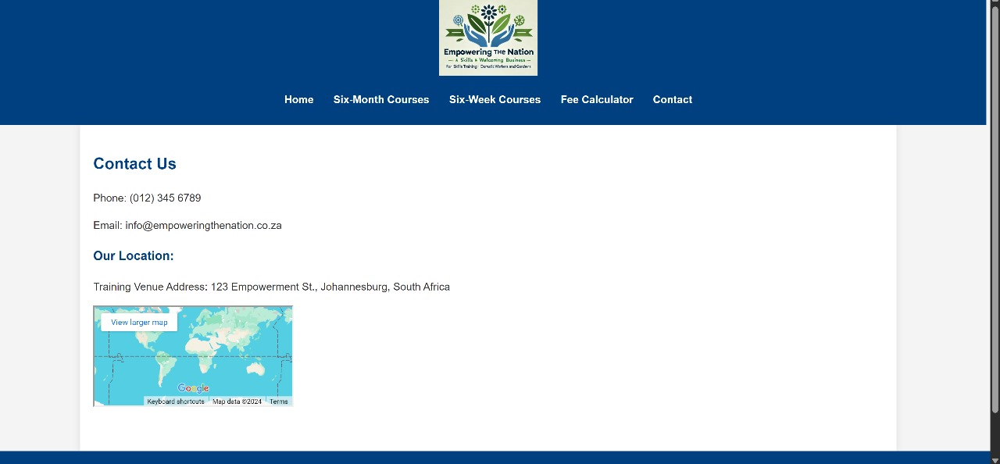 Empowering THE Nation
— A Skills & Walcoming Business —
For Skills Training | Domatic Workers and Gardens
Home Six-Month Courses Six-Week Courses Fee Calculator Contact
Contact Us
Phone: (012) 345 6789
Email: info@empoweringthenation.co.za
Our Location:
Training Venue Address: 123 Empowerment St., Johannesburg, South Africa
View larger map
Google
Keyboard shortcuts Map data ©2024 Terms